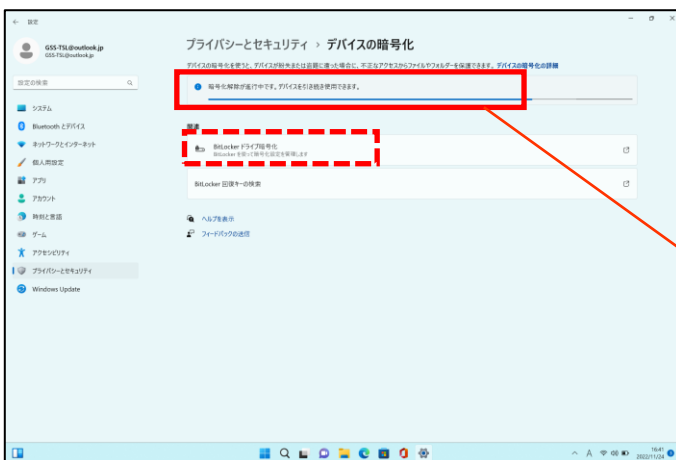 設定
GSS-TSL@outlook.jp
GSS-TSL@outlook.jp
設定の検索
システム
Bluetooth とデバイス
ネットワークとインターネット
個人用設定
アプリ
アカウント
時刻と言語
ゲーム
アクセシビリティ
プライバシーとセキュリティ
Windows Update
プライバシーとセキュリティ › デバイスの暗号化
デバイスの暗号化を使うと、デバイスが紛失または盗難に遭った場合に、不正なアクセスからファイルやフォルダーを保護できます。 デバイスの暗号化の詳細
暗号化解除が進行中です。デバイスを引き続き使用できます。
関連
BitLocker ドライブ暗号化
BitLocker を使って暗号化設定を管理します
BitLocker 回復キーの検索
ヘルプを表示
フィードバックの送信
A
16:41
2022/11/24